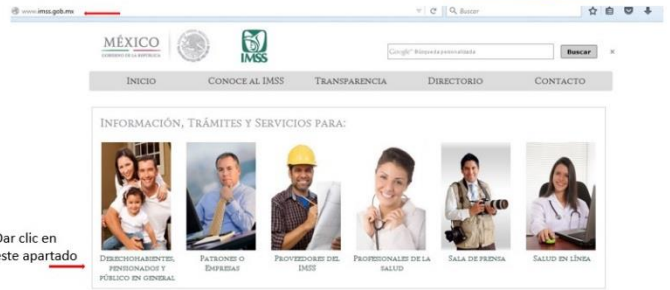 www.imss.gob.mx
Buscar
MÉXICO
GOBIERNO DE LA REPÚBLICA
IMSS
Google™ Búsqueda personalizada
Buscar
×
INICIO
CONOCE AL IMSS
TRANSPARENCIA
DIRECTORIO
CONTACTO
INFORMACIÓN, TRÁMITES Y SERVICIOS PARA:
Dar clic en
este apartado
DERECHOHABIENTES,
PENSIONADOS Y
PÚBLICO EN GENERAL
PATRONES O
EMPRESAS
PROVEEDORES DEL
IMSS
PROFESIONALES DE LA
SALUD
SALA DE PRENSA
SALUD EN LÍNEA